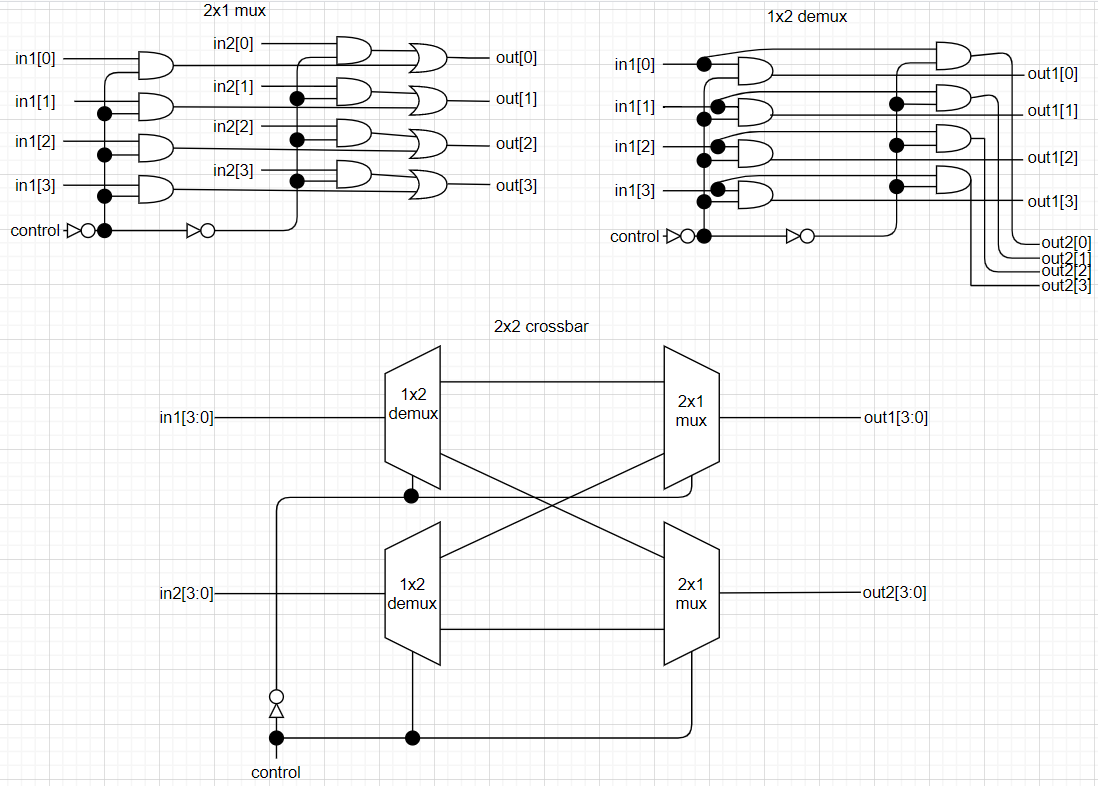 2x1 mux
in1[0]
in2[0]
out[0]
in1[1]
in2[1]
out[1]
in1[2]
in2[2]
out[2]
in1[3]
in2[3]
out[3]
control
1x2 demux
in1[0]
out1[0]
in1[1]
out1[1]
in1[2]
out1[2]
in1[3]
out1[3]
control
out2[0]
out2[1]
out2[2]
out2[3]
2x2 crossbar
in1[3:0]
1x2
demux
2x1
mux
out1[3:0]
in2[3:0]
1x2
demux
2x1
mux
out2[3:0]
control